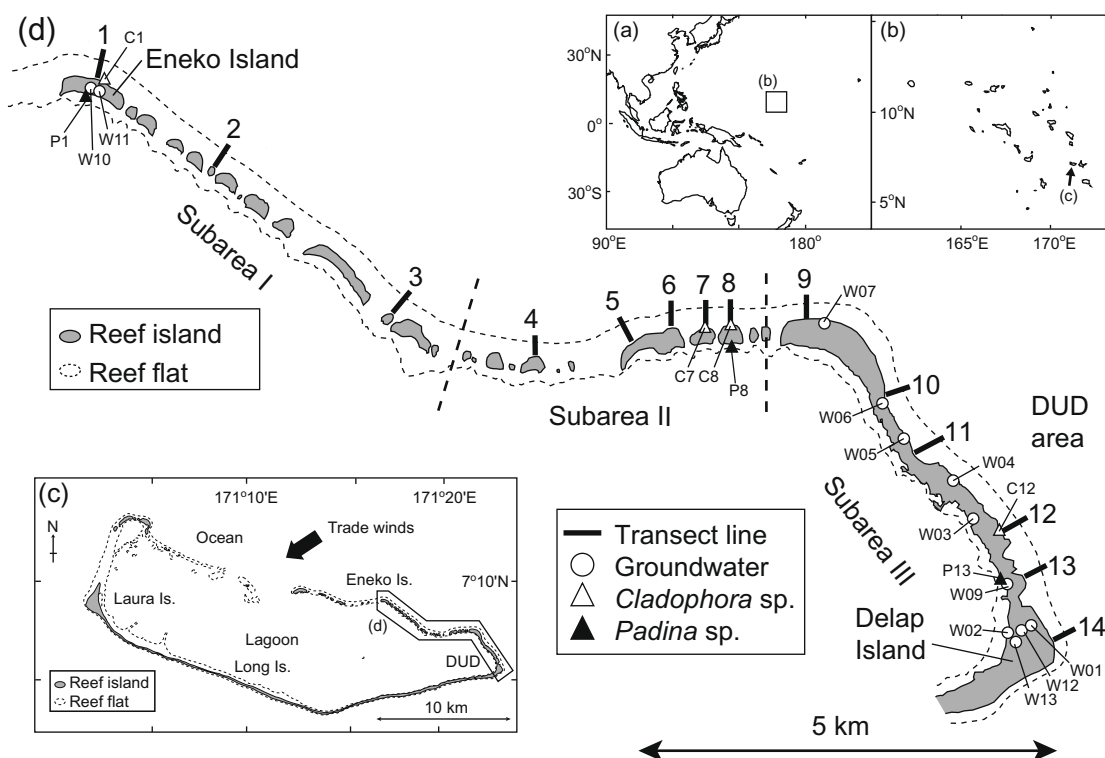 (d)
1
C1
Eneko Island
P1
W10
W11
2
Subarea I
3
4
5
6
7
8
9
C7
C8
P8
W07
Subarea II
W06
10
W05
11
DUD
area
W04
C12
12
W03
Subarea III
P13
W09
13
Delap
Island
W02
14
W01
W12
W13
5 km
Reef island
Reef flat
Transect line
Groundwater
Cladophora sp.
Padina sp.
(a)
30°N
0°
30°S
90°E
180°
(b)
(b)
10°N
5°N
165°E
170°E
(c)
(c)
171°10'E
171°20'E
N
Ocean
Trade winds
7°10'N
Eneko Is.
Laura Is.
(d)
Lagoon
Long Is.
DUD
Reef island
Reef flat
10 km